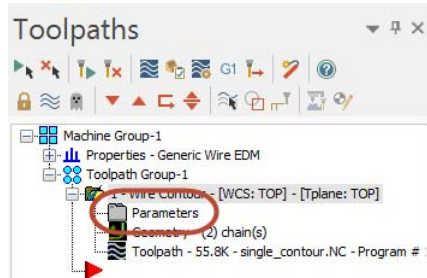 Toolpaths
G1
Machine Group-1
Properties - Generic Wire EDM
Toolpath Group-1
1 - Wire Contour - [WCS: TOP] - [Tplane: TOP]
Parameters
Geometry - (2) chain(s)
Toolpath - 55.8K - single_contour.NC - Program #